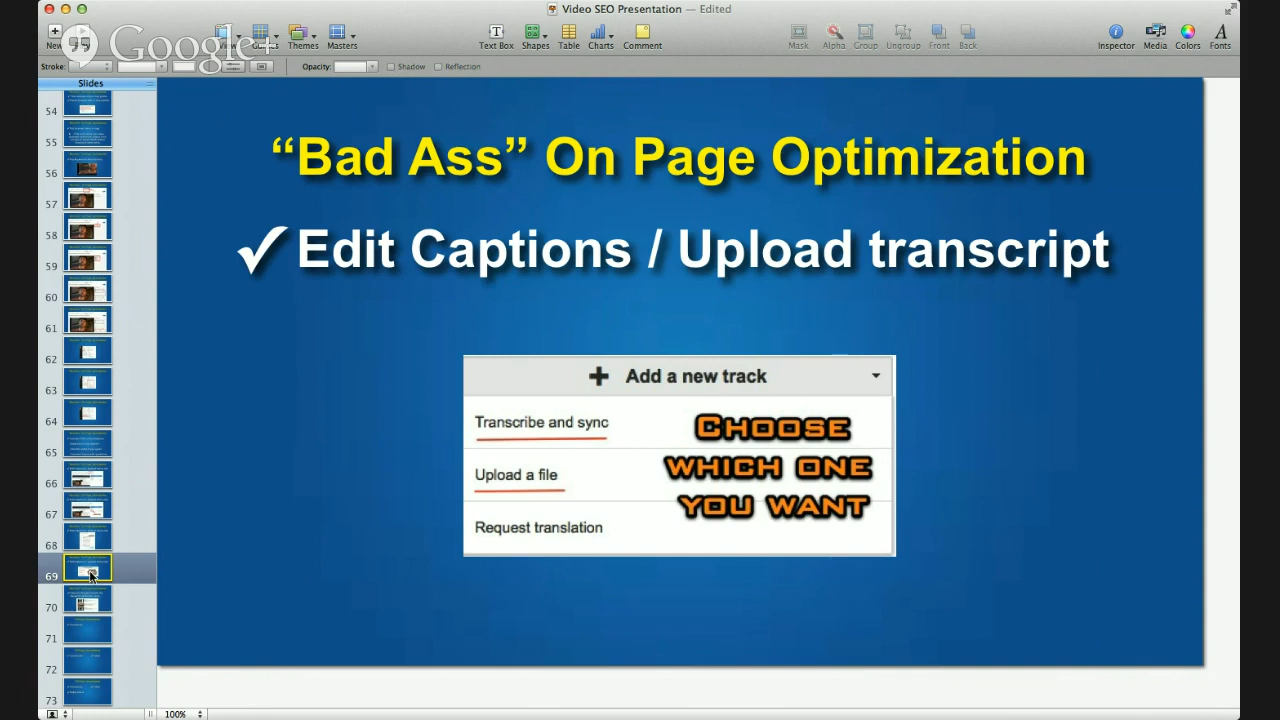 Video SEO Presentation — Edited
New
View
Themes
Masters
Text Box
Shapes
Table
Charts
Comment
Mask
Alpha
Group
Ungroup
Front
Back
Inspector
Media
Colors
Fonts
Google+
Stroke:
Opacity:
Shadow
Reflection
Slides
54
55
56
57
58
59
60
61
62
63
64
65
66
67
68
69
70
71
72
73
“Bad Ass” On Page Optimization
✓ Edit Captions / Upload transcript
+ Add a new track
Transcribe and sync
Upload a file
Request translation
Choose
which one
you want
100%